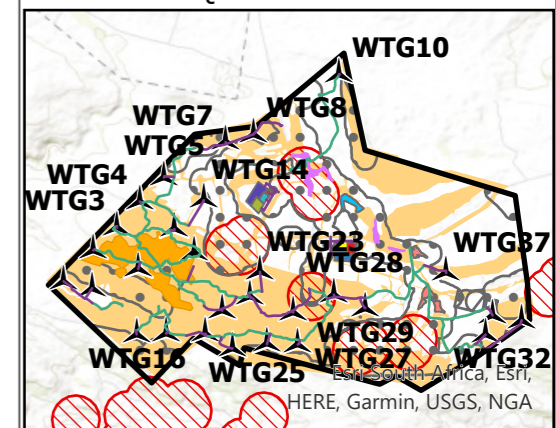 WTG10
WTG7
WTG8
WTG5
WTG14
WTG4
WTG3
WTG23
WTG37
WTG28
WTG29
WTG16
WTG27
WTG32
WTG25
Esri South Africa, Esri,
HERE, Garmin, USGS, NGA